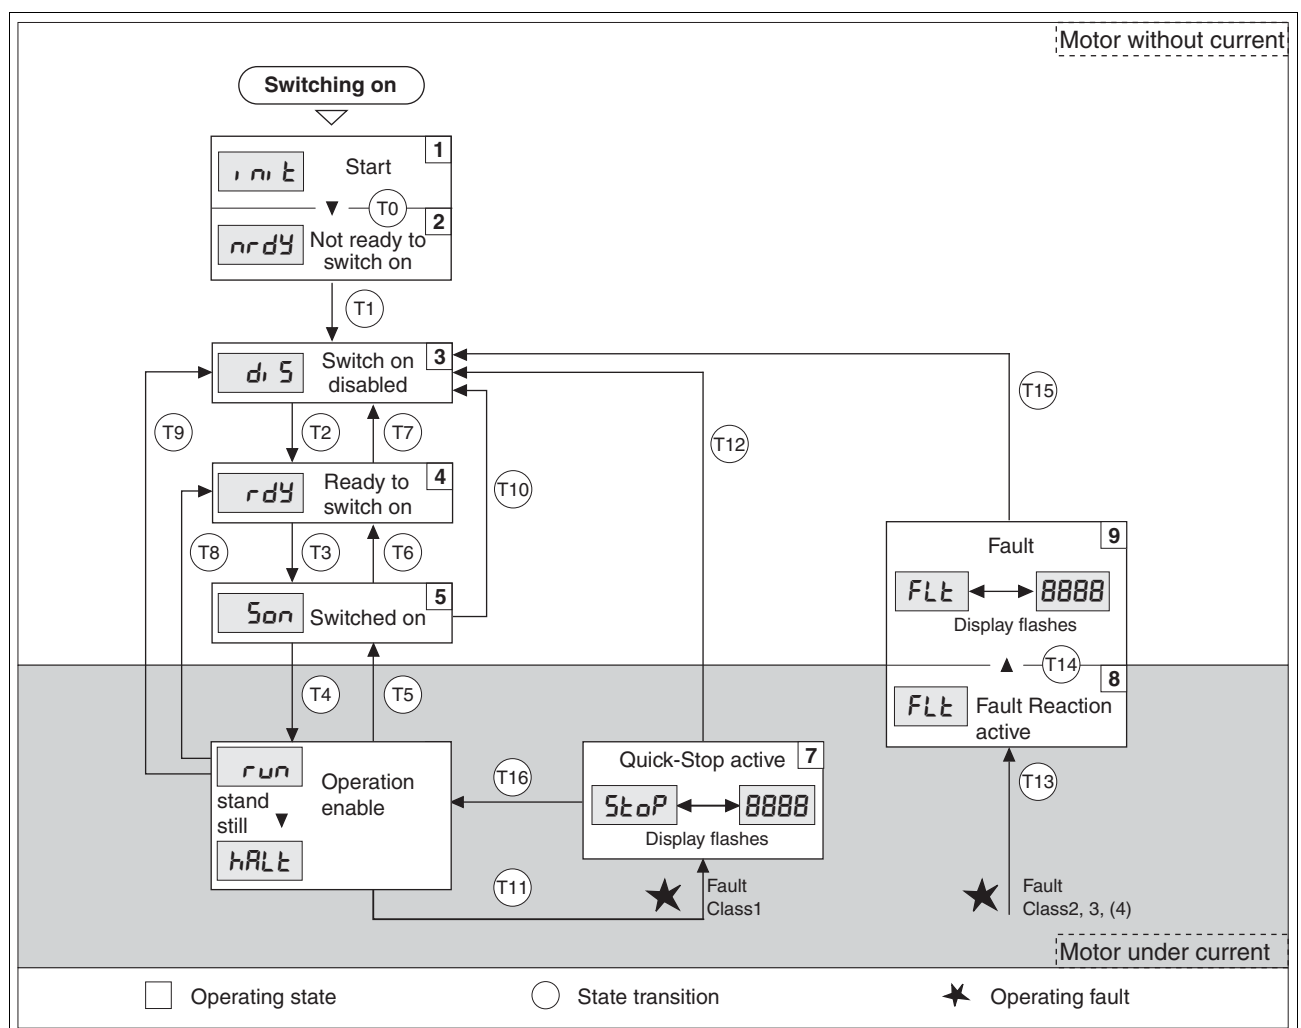 Motor without current
Switching on
1
init
Start
T0
2
nrdy
Not ready to
switch on
T1
3
diS
Switch on
disabled
T15
T9
T2
T7
T12
4
rdy
Ready to
switch on
T10
T8
T3
T6
9
Fault
FLt
8888
Display flashes
5
Son
Switched on
T14
8
FLt
Fault Reaction
active
T4
T5
run
stand
still
hALt
Operation
enable
T16
Quick-Stop active
7
StoP
8888
Display flashes
T13
T11
Fault
Class1
Fault
Class2, 3, (4)
Motor under current
Operating state
State transition
Operating fault